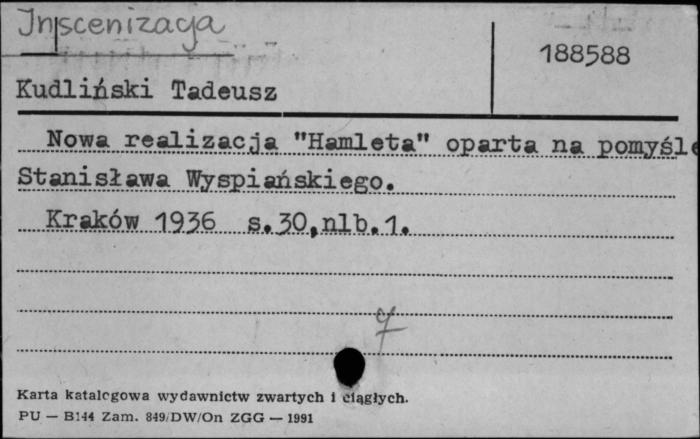 Inscenizacja
188588
Kudliński Tadeusz
Nowa realizacja "Hamleta" oparta na pomyśle
Stanisława Wyspiańskiego.
Kraków 1936 s.30,nlb.1.
Karta katalogowa wydawnictw zwartych i ciągłych.
PU — B144 Zam. 849/DW/On ZGG — 1991